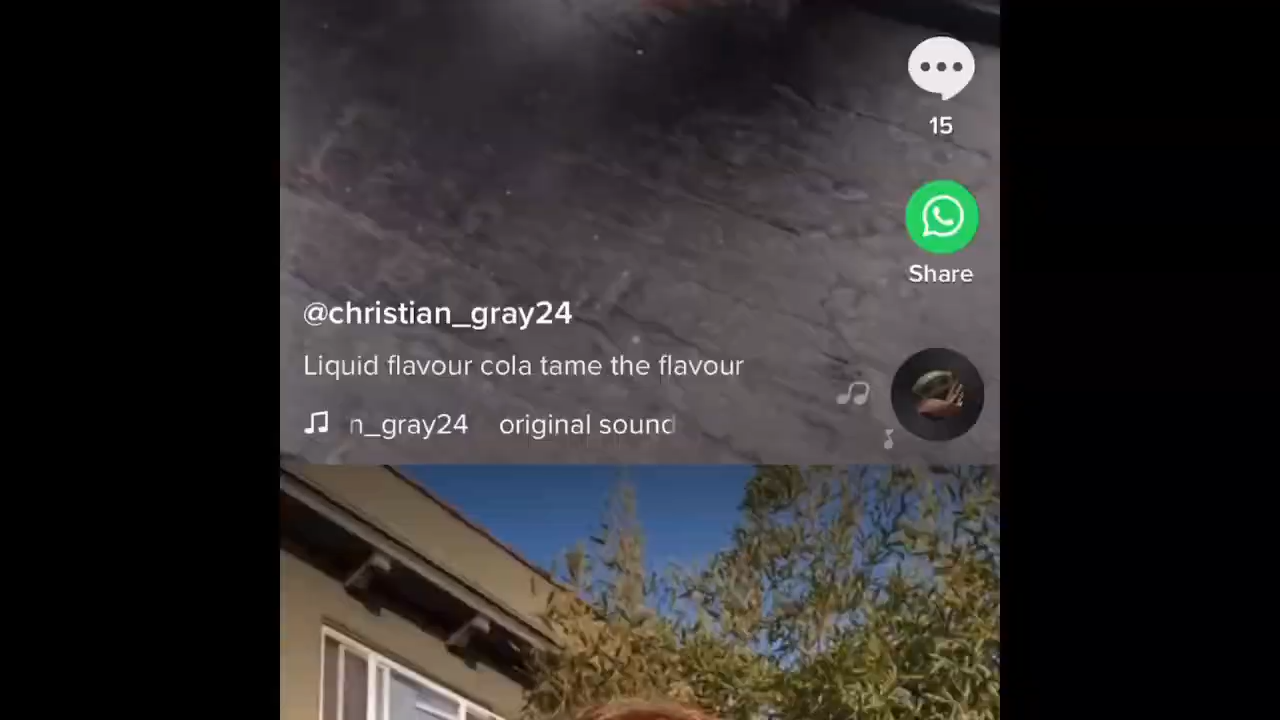 15
Share
@christian_gray24
Liquid flavour cola tame the flavour
n_gray24 original sound